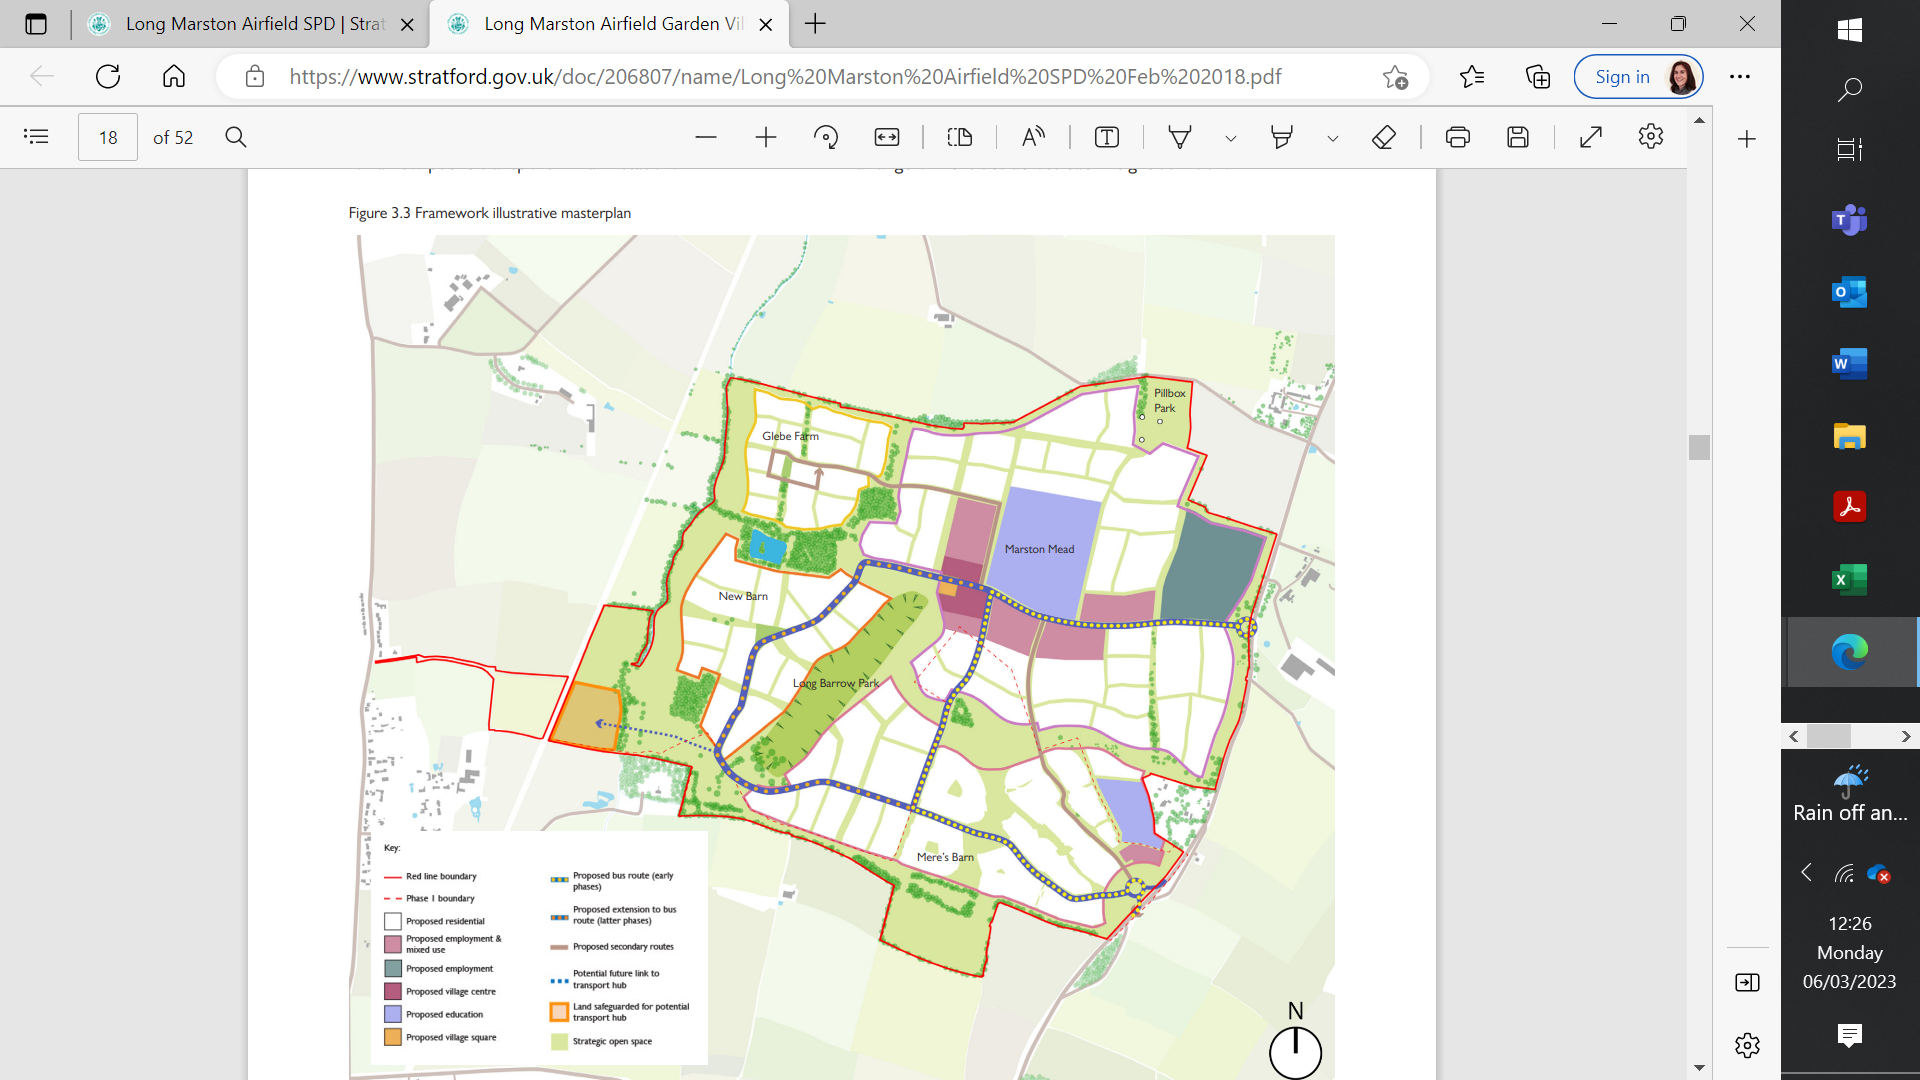 Long Marston Airfield SPD | Strat
Long Marston Airfield Garden Vil
https://www.stratford.gov.uk/doc/206807/name/Long%20Marston%20Airfield%20SPD%20Feb%202018.pdf
Sign in
18
of 52
Figure 3.3 Framework illustrative masterplan
Pillbox
Park
Glebe Farm
Marston Mead
New Barn
Long Barrow Park
Mere's Barn
Key:
Red line boundary
Phase 1 boundary
Proposed residential
Proposed employment &
mixed use
Proposed employment
Proposed village centre
Proposed education
Proposed village square
Proposed bus route (early
phases)
Proposed extension to bus
route (latter phases)
Proposed secondary routes
Potential future link to
transport hub
Land safeguarded for potential
transport hub
Strategic open space
N
Rain off an...
12:26
Monday
06/03/2023